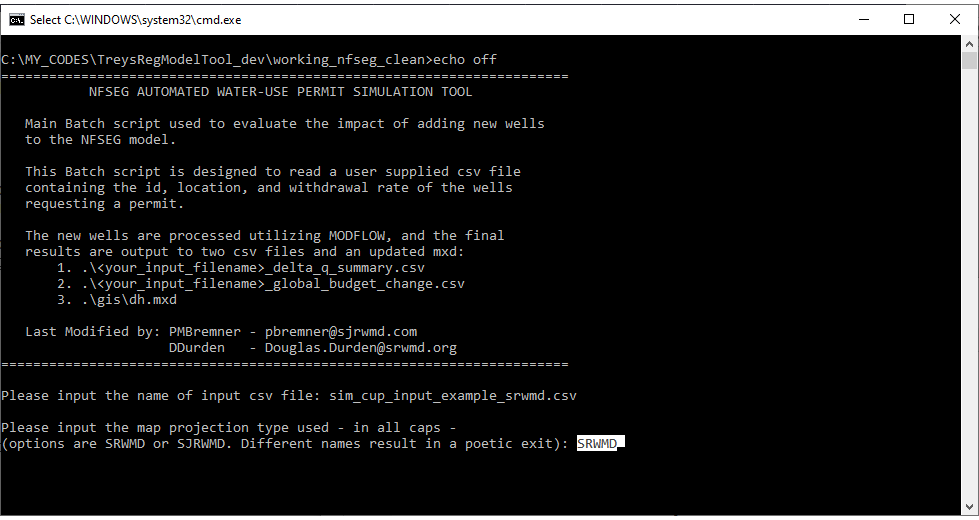 Select C:\WINDOWS\system32\cmd.exe
C:\MY_CODES\TreysRegModelTool_dev\working_nfseg_clean>echo off
=======================================================================
NFSEG AUTOMATED WATER-USE PERMIT SIMULATION TOOL
Main Batch script used to evaluate the impact of adding new wells
to the NFSEG model.
This Batch script is designed to read a user supplied csv file
containing the id, location, and withdrawal rate of the wells
requesting a permit.
The new wells are processed utilizing MODFLOW, and the final
results are output to two csv files and an updated mxd:
1. .\<your_input_filename>_delta_q_summary.csv
2. .\<your_input_filename>_global_budget_change.csv
3. .\gis\dh.mxd
Last Modified by: PMBremner - pbremner@sjrwmd.com
DDurden   - Douglas.Durden@srwmd.org
=======================================================================
Please input the name of input csv file: sim_cup_input_example_srwmd.csv
Please input the map projection type used - in all caps -
(options are SRWMD or SJRWMD. Different names result in a poetic exit): SRWMD